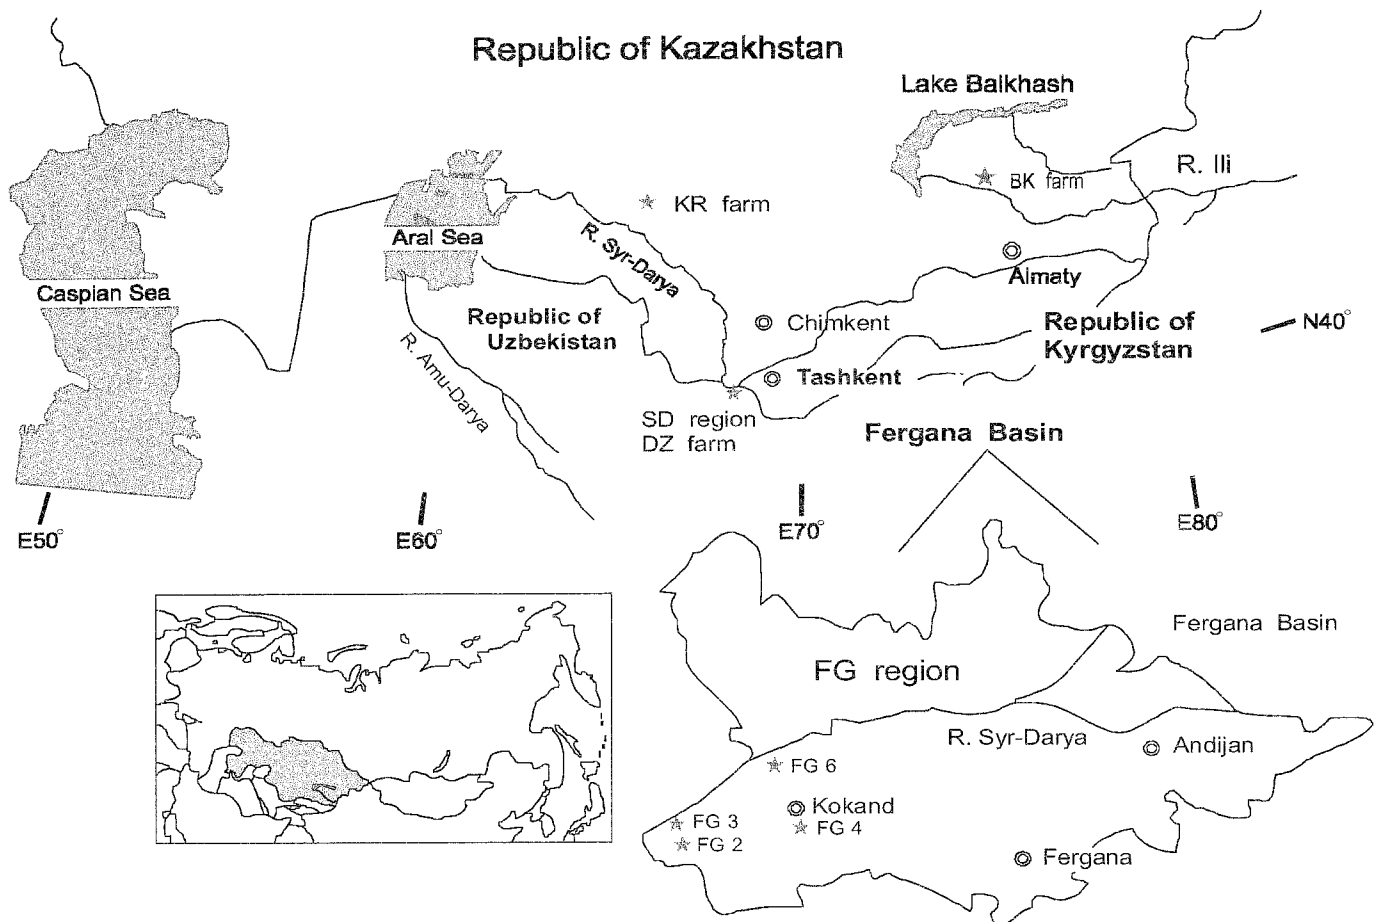 Republic of Kazakhstan
Lake Balkhash
R. Ili
BK farm
KR farm
Aral Sea
R. Syr-Darya
Almaty
Caspian Sea
Republic of
Uzbekistan
Chimkent
Republic of
Kyrgyzstan
N40°
R. Amu-Darya
Tashkent
SD region
DZ farm
Fergana Basin
E50°
E60°
E70°
E80°
Fergana Basin
FG region
R. Syr-Darya
Andijan
FG 6
Kokand
FG 3
FG 4
FG 2
Fergana